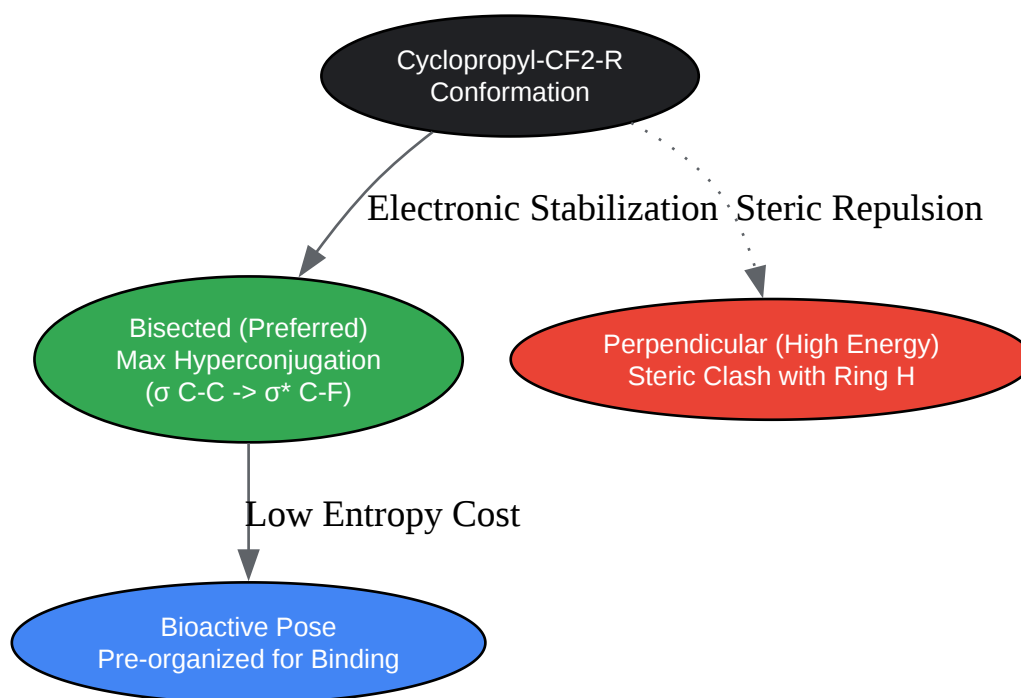 Cyclopropyl-CF2-R
Conformation
Electronic Stabilization
Steric Repulsion
Bisected (Preferred)
Max Hyperconjugation
(σ C-C -> σ* C-F)
Perpendicular (High Energy)
Steric Clash with Ring H
Low Entropy Cost
Bioactive Pose
Pre-organized for Binding